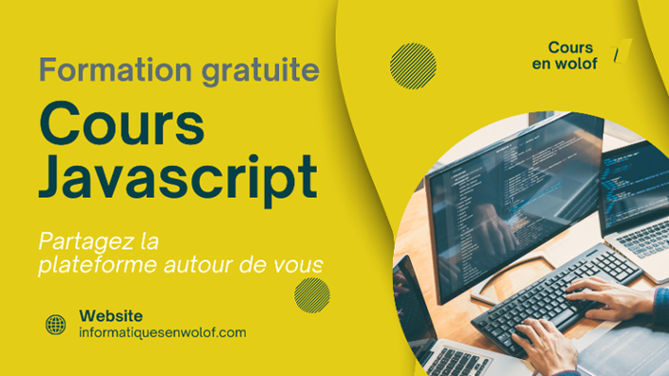 Formation gratuite
Cours
Javascript
Partagez la
plateforme autour de vous
Website
informatiquesenwolof.com
Cours
en wolof